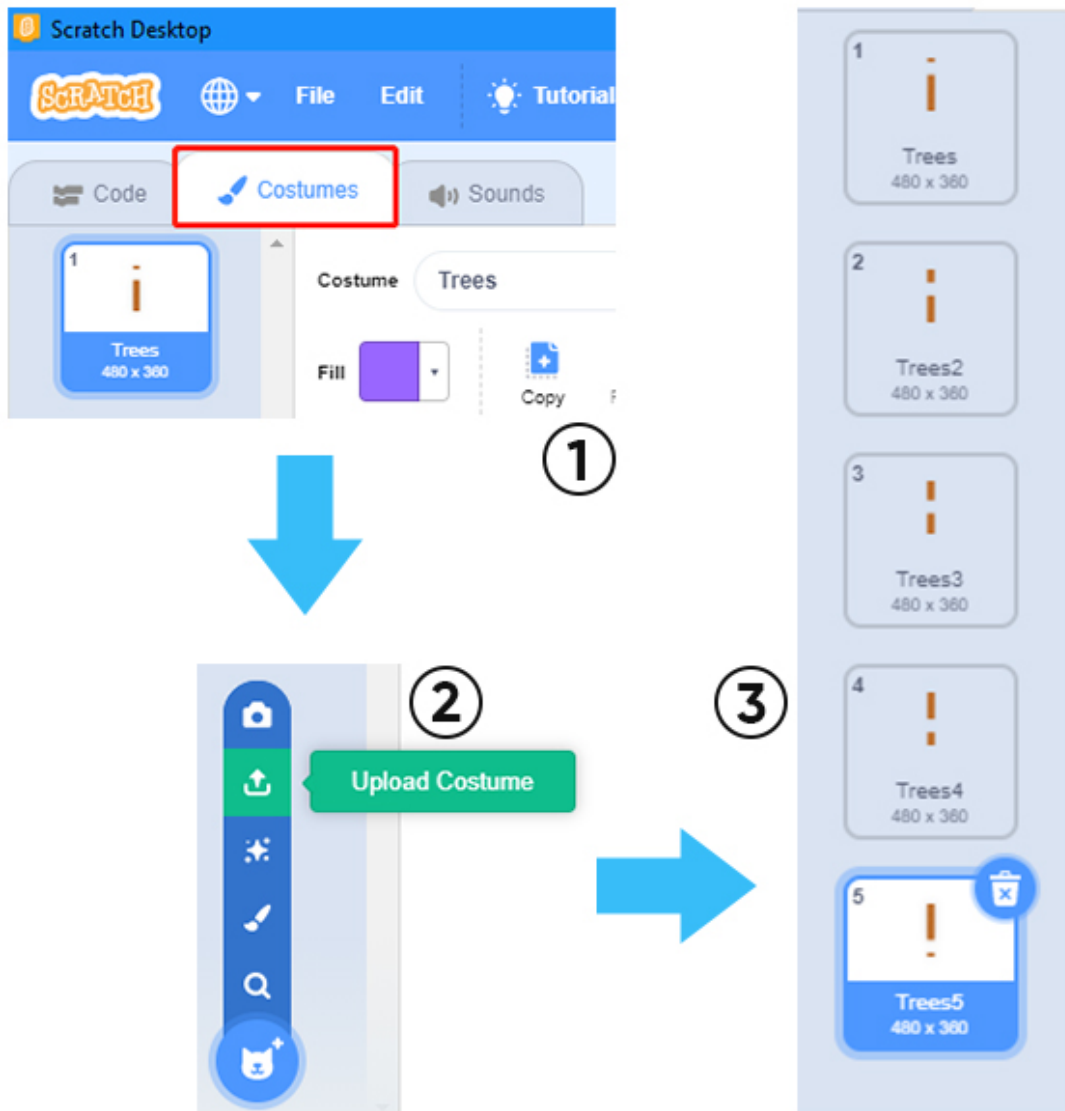 Scratch Desktop
SCRATCH File Edit Tutorial
Code Costumes Sounds
1
Trees
480 x 360
Costume Trees
Fill
Copy
1
2
Upload Costume
3
1
Trees
480 x 360
2
Trees2
480 x 360
3
Trees3
480 x 360
4
Trees4
480 x 360
5
Trees5
480 x 360